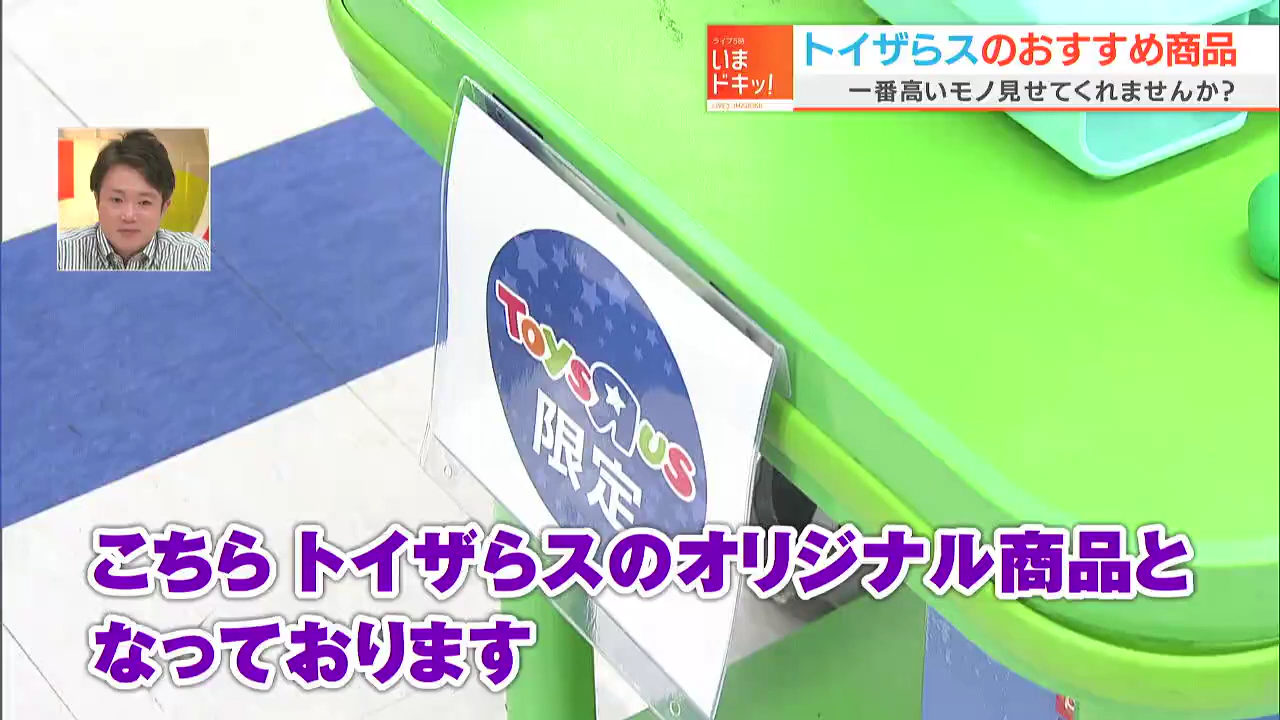 ライブ5時
いま
ドキッ!
トイザらスのおすすめ商品
一番高いモノ見せてくれませんか?
TOYSRUS
限定
こちら トイザらスのオリジナル商品と
なっております